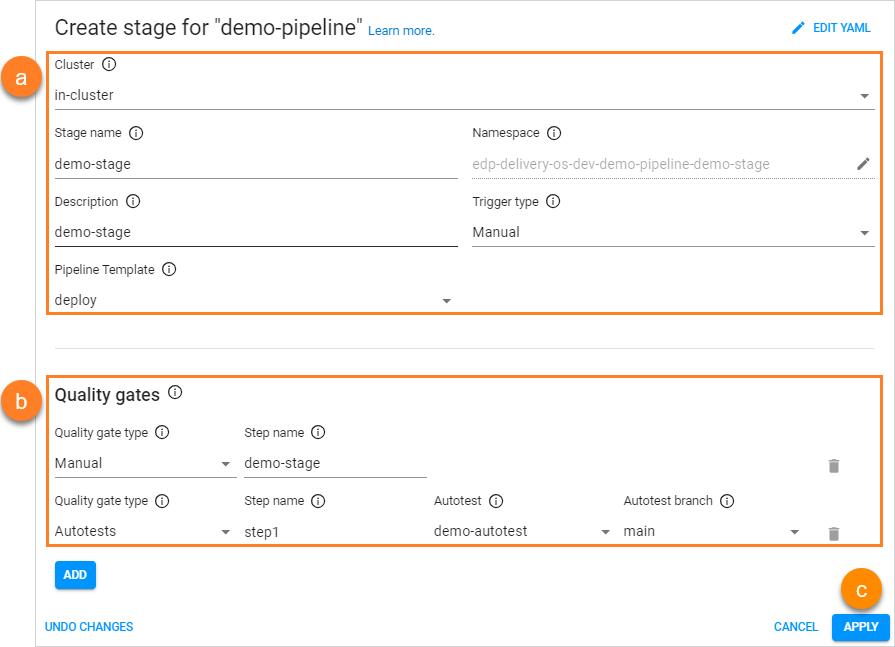 Create stage for "demo-pipeline" Learn more. EDIT YAML
a
Cluster
in-cluster
Stage name Namespace
demo-stage edp-delivery-os-dev-demo-pipeline-demo-stage
Description Trigger type
demo-stage Manual
Pipeline Template
deploy
b
Quality gates
Quality gate type Step name
Manual demo-stage
Quality gate type Step name Autotest Autotest branch
Autotests step1 demo-autotest main
ADD
c
UNDO CHANGES CANCEL APPLY